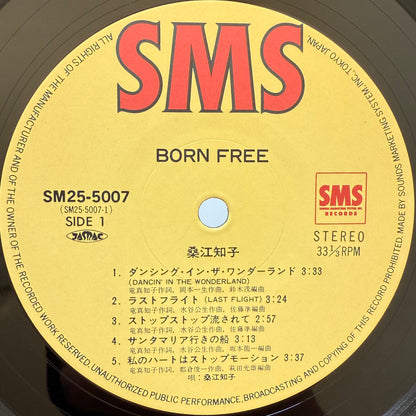 SMS
BORN FREE
SM25-5007
(SM25-5007-1)
SIDE 1
JASRAC
SMS
RECORDS
STEREO
33⅓RPM
桑江知子
1. ダンシング・イン・ザ・ワンダーランド 3:33
(DANCIN' IN THE WONDERLAND)
竜真知子作詞、岡本一生作曲、鈴木茂編曲
2. ラストフライト (LAST FLIGHT) 3:24
竜真知子作詞、水谷公生作曲、佐藤準編曲
3. ストップストップ流されて 2:57
竜真知子作詞、水谷公生作曲、佐藤準編曲
4. サンタマリア行きの船 3:13
竜真知子作詞、水谷公生作曲、坂本龍一編曲
5. 私のハートはストップモーション 3:37
竜真知子作詞、都倉俊一作曲、萩田光雄編曲
唄:桑江知子
ALL RIGHTS OF THE MANUFACTURER AND OF THE OWNER OF THE RECORDED WORK RESERVED. UNAUTHORIZED PUBLIC PERFORMANCE, BROADCASTING AND COPYING OF THIS RECORD PROHIBITED. MADE BY SOUNDS MARKETING SYSTEM, INC., TOKYO JAPAN